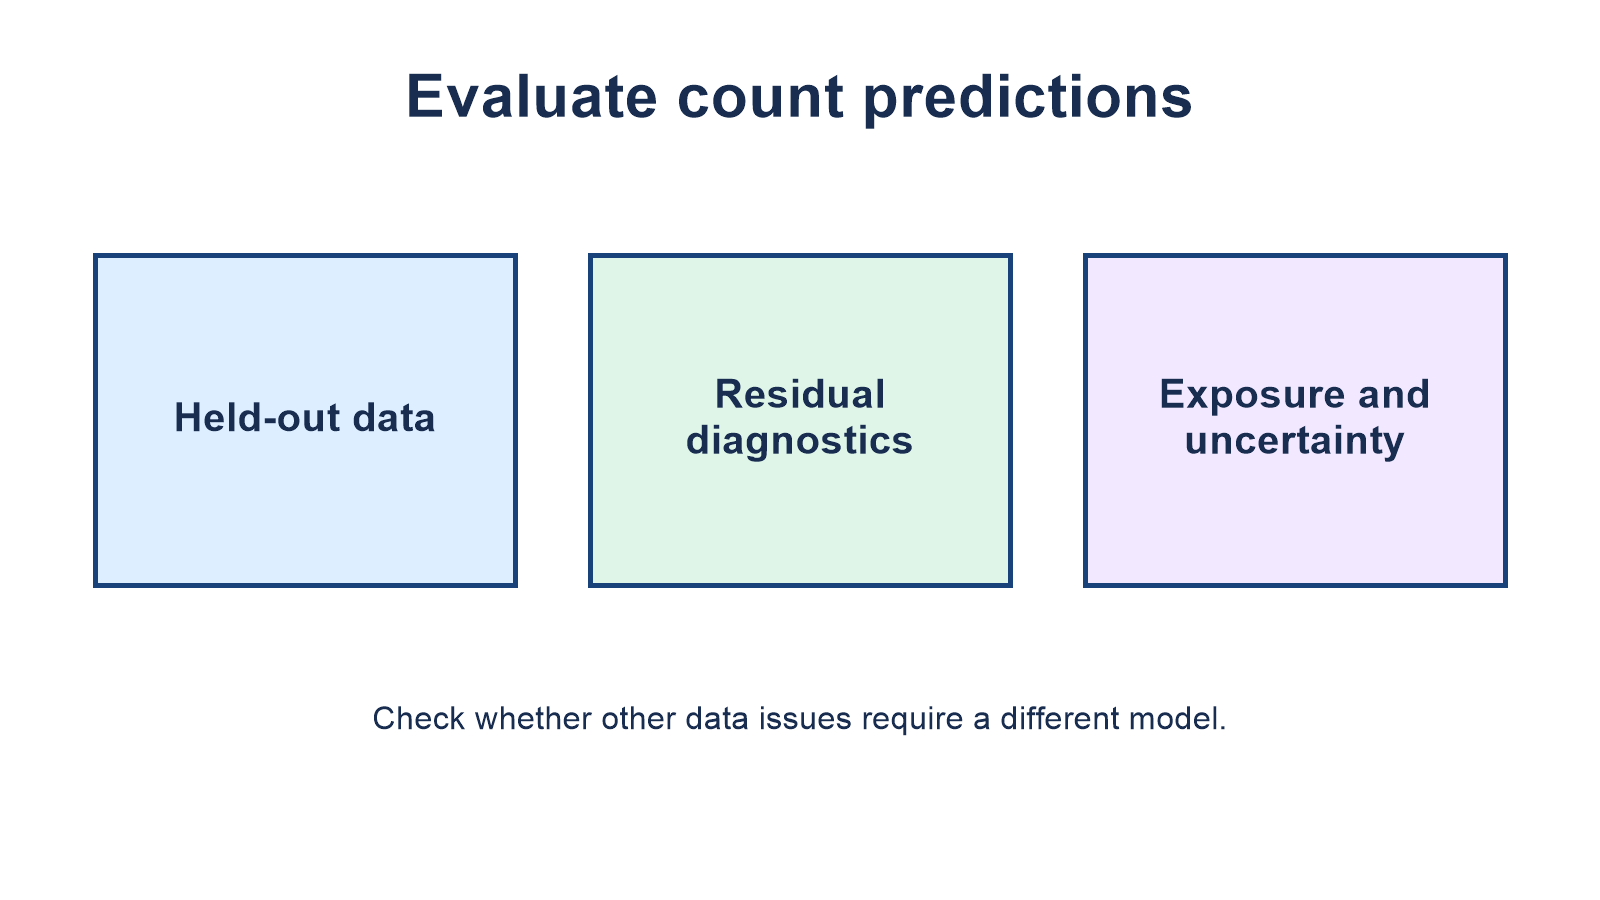 Evaluate count predictions
Held-out data
Residual
diagnostics
Exposure and
uncertainty
Check whether other data issues require a different model.